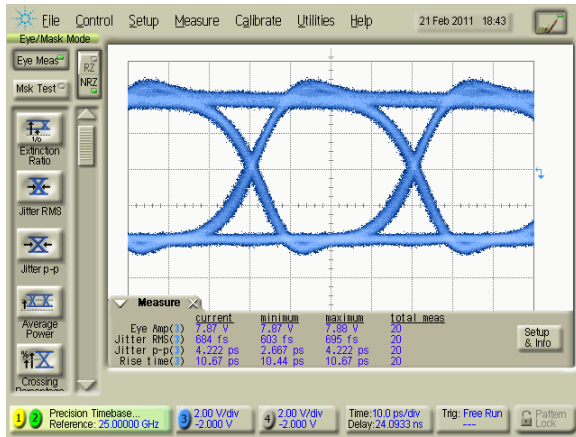 File Control Setup Measure Calibrate Utilities Help 21 Feb 2011 18:43
Eye/Mask Mode
Eye Meas
RZ
NRZ
Msk Test
Extinction
Ratio
Jitter RMS
Jitter p-p
Average
Power
Crossing
Percentage
Measure
current minimum maximum total meas
Eye Amp(3) 7.87 V 7.87 V 7.88 V 20
Jitter RMS(3) 684 fs 603 fs 695 fs 20
Jitter p-p(3) 4.222 ps 2.667 ps 4.222 ps 20
Rise time(3) 10.67 ps 10.44 ps 10.67 ps 20
Setup
& Info
1 2 Precision Timebase...
Reference: 25.00000 GHz
3 2.00 V/div
-2.000 V
4 2.00 V/div
-2.000 V
Time:10.0 ps/div
Delay:24.0933 ns
Trig: Free Run
---
Pattern
Lock